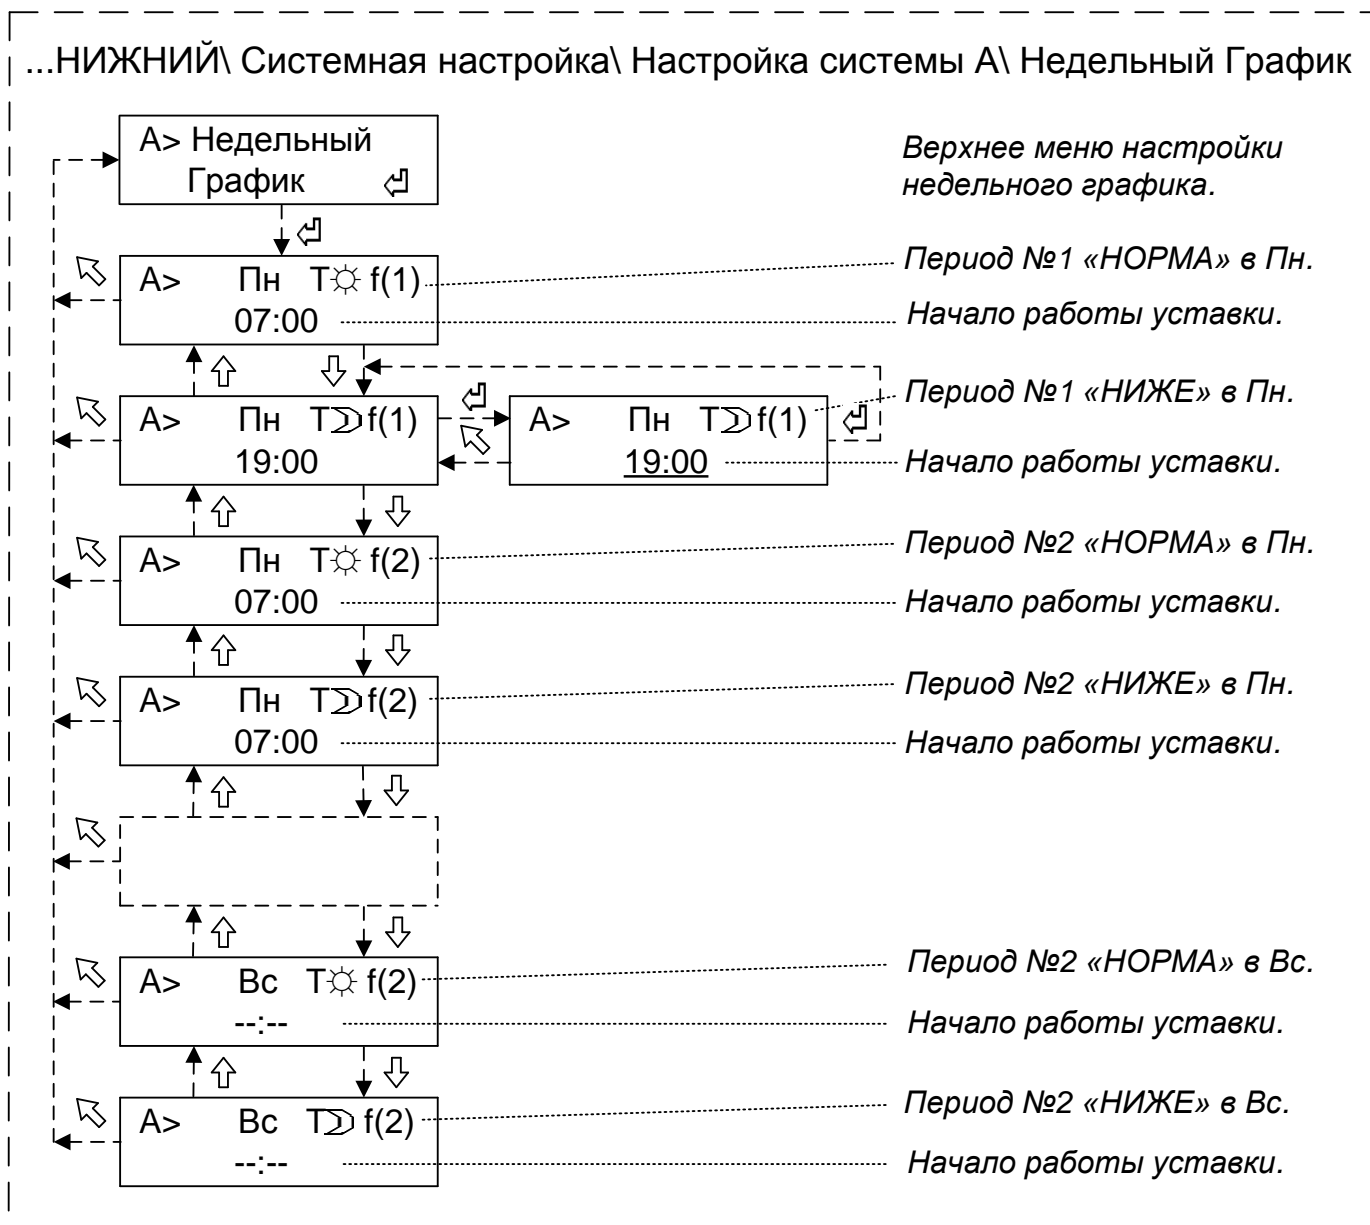 ...НИЖНИЙ\ Системная настройка\ Настройка системы А\ Недельный График
А> Недельный
График
Верхнее меню настройки
недельного графика.
А> Пн Т☼ f(1)
07:00
Период №1 «НОРМА» в Пн.
Начало работы уставки.
А> Пн Т☽ f(1)
19:00
А> Пн Т☽ f(1)
19:00
Период №1 «НИЖЕ» в Пн.
Начало работы уставки.
А> Пн Т☼ f(2)
07:00
Период №2 «НОРМА» в Пн.
Начало работы уставки.
А> Пн Т☽ f(2)
07:00
Период №2 «НИЖЕ» в Пн.
Начало работы уставки.
А> Вс Т☼ f(2)
--:--
Период №2 «НОРМА» в Вс.
Начало работы уставки.
А> Вс Т☽ f(2)
--:--
Период №2 «НИЖЕ» в Вс.
Начало работы уставки.